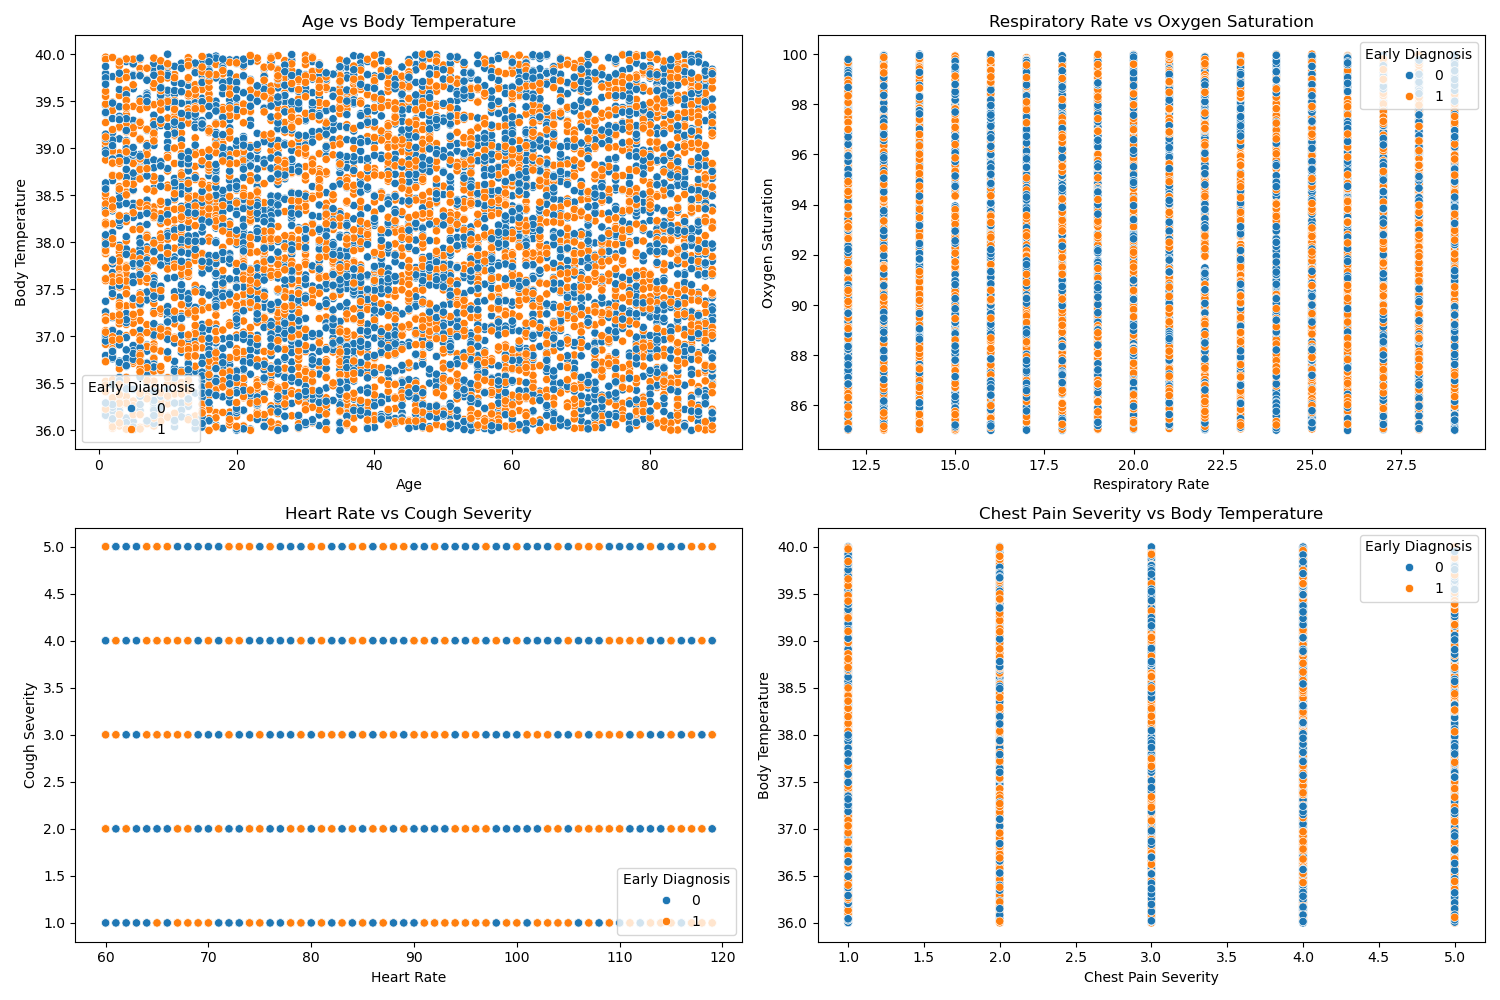 Age vs Body Temperature
40.0
39.5
39.0
38.5
38.0
37.5
37.0
36.5
36.0
Body Temperature
Early Diagnosis
0
1
0 20 40 60 80
Age
Respiratory Rate vs Oxygen Saturation
100
98
96
94
92
90
88
86
Oxygen Saturation
Early Diagnosis
0
1
12.5 15.0 17.5 20.0 22.5 25.0 27.5
Respiratory Rate
Heart Rate vs Cough Severity
5.0
4.5
4.0
3.5
3.0
2.5
2.0
1.5
1.0
Cough Severity
Early Diagnosis
0
1
60 70 80 90 100 110 120
Heart Rate
Chest Pain Severity vs Body Temperature
40.0
39.5
39.0
38.5
38.0
37.5
37.0
36.5
36.0
Body Temperature
Early Diagnosis
0
1
1.0 1.5 2.0 2.5 3.0 3.5 4.0 4.5 5.0
Chest Pain Severity